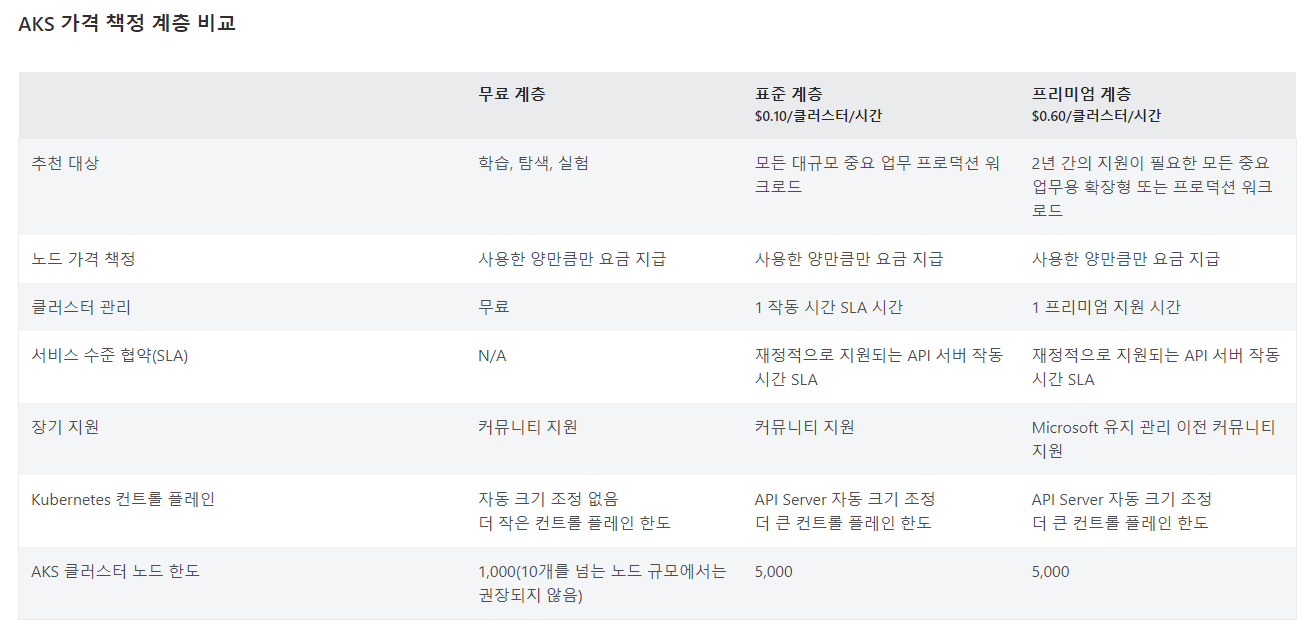 AKS 가격 책정 계층 비교
무료 계층
표준 계층
$0.10/클러스터/시간
프리미엄 계층
$0.60/클러스터/시간
추천 대상
학습, 탐색, 실험
모든 대규모 중요 업무 프로덕션 워
크로드
2년 간의 지원이 필요한 모든 중요
업무용 확장형 또는 프로덕션 워크
로드
노드 가격 책정
사용한 양만큼만 요금 지급
사용한 양만큼만 요금 지급
사용한 양만큼만 요금 지급
클러스터 관리
무료
1 작동 시간 SLA 시간
1 프리미엄 지원 시간
서비스 수준 협약(SLA)
N/A
재정적으로 지원되는 API 서버 작동
시간 SLA
재정적으로 지원되는 API 서버 작동
시간 SLA
장기 지원
커뮤니티 지원
커뮤니티 지원
Microsoft 유지 관리 이전 커뮤니티
지원
Kubernetes 컨트롤 플레인
자동 크기 조정 없음
더 작은 컨트롤 플레인 한도
API Server 자동 크기 조정
더 큰 컨트롤 플레인 한도
API Server 자동 크기 조정
더 큰 컨트롤 플레인 한도
AKS 클러스터 노드 한도
1,000(10개를 넘는 노드 규모에서는
권장되지 않음)
5,000
5,000